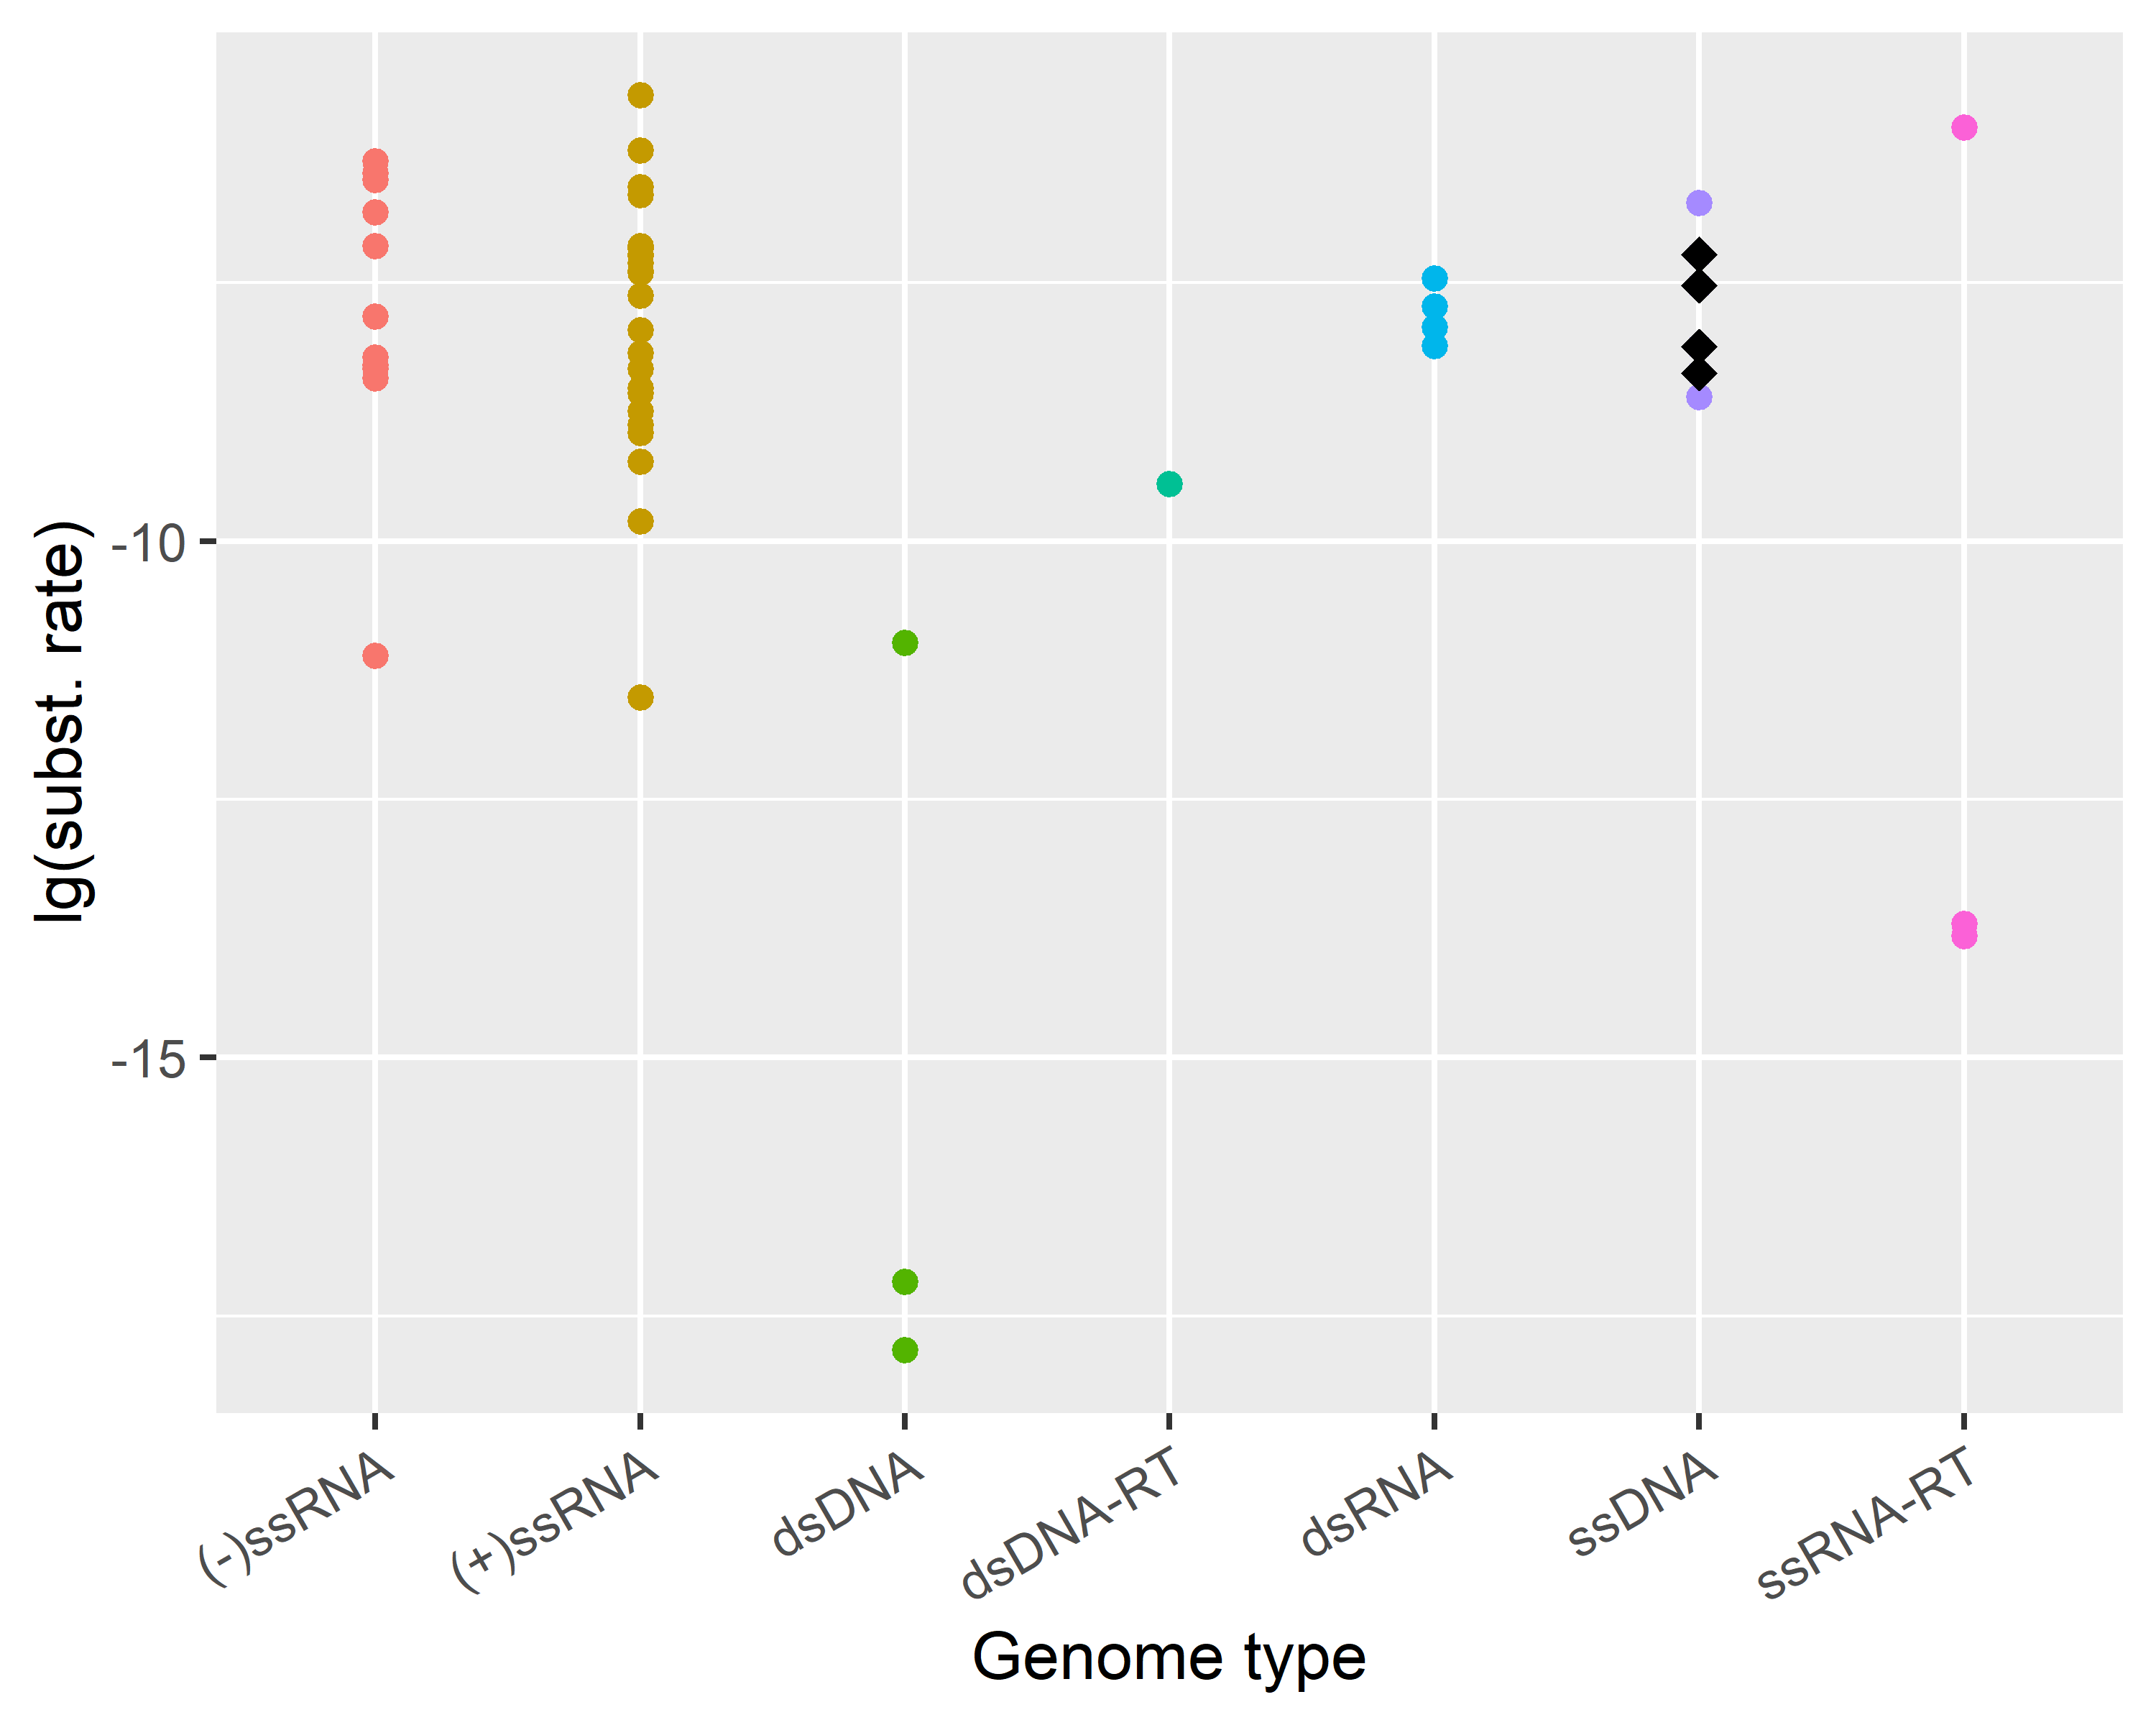 lg(subst. rate)
-10
-15
(-)ssRNA
(+)ssRNA
dsDNA
dsDNA-RT
dsRNA
ssDNA
ssRNA-RT
Genome type